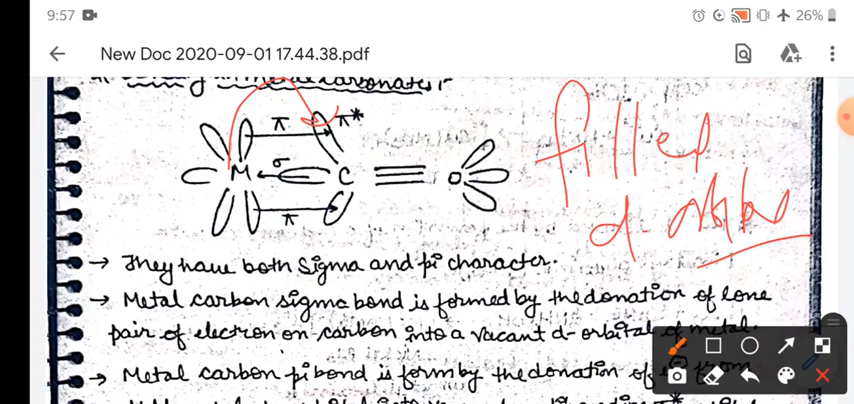 9:57
26%
New Doc 2020-09-01 17.44.38.pdf
π π*
M σ C O
π
filled
d-orbital
→ They have both Sigma and pi character.
→ Metal carbon sigma bond is formed by the donation of lone
pair of electron on carbon into a vacant d-orbital of metal.
→ Metal carbon pi bond is form by the donation of from